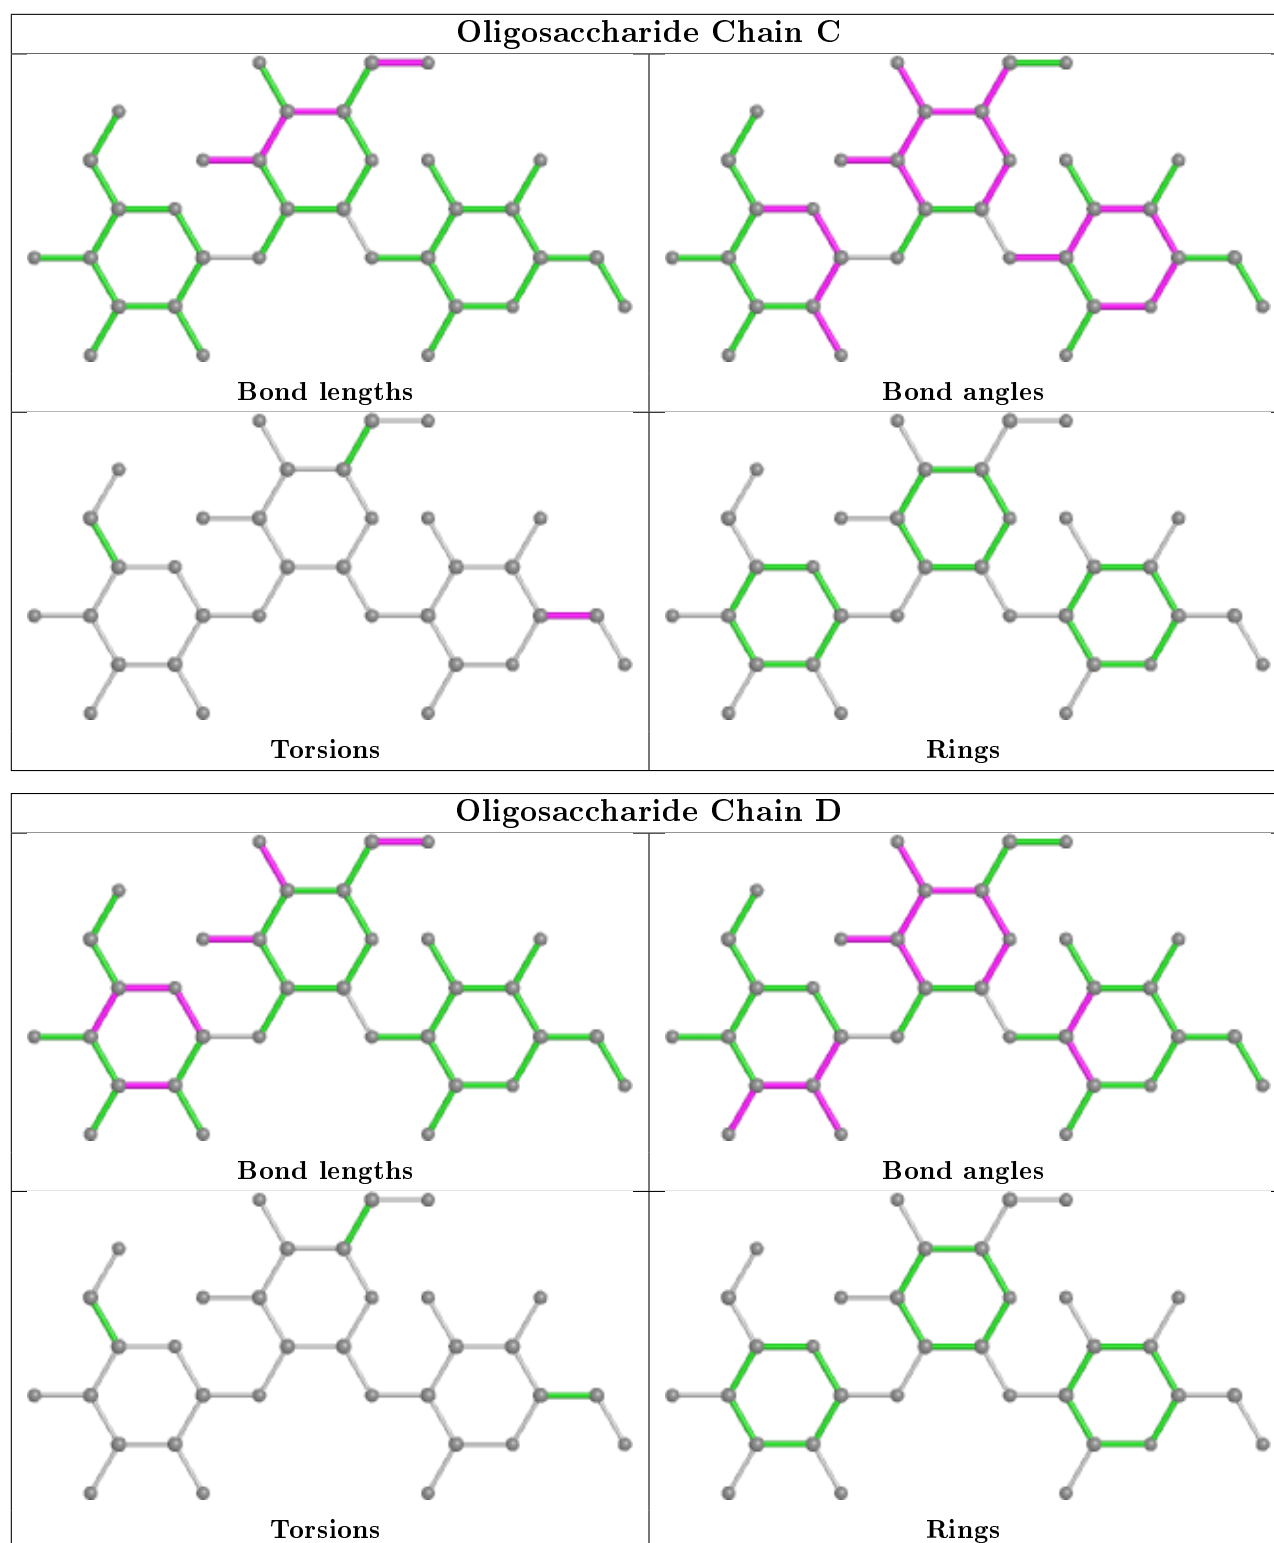 Oligosaccharide Chain C
Bond lengths
Bond angles
Torsions
Rings
Oligosaccharide Chain D
Bond lengths
Bond angles
Torsions
Rings